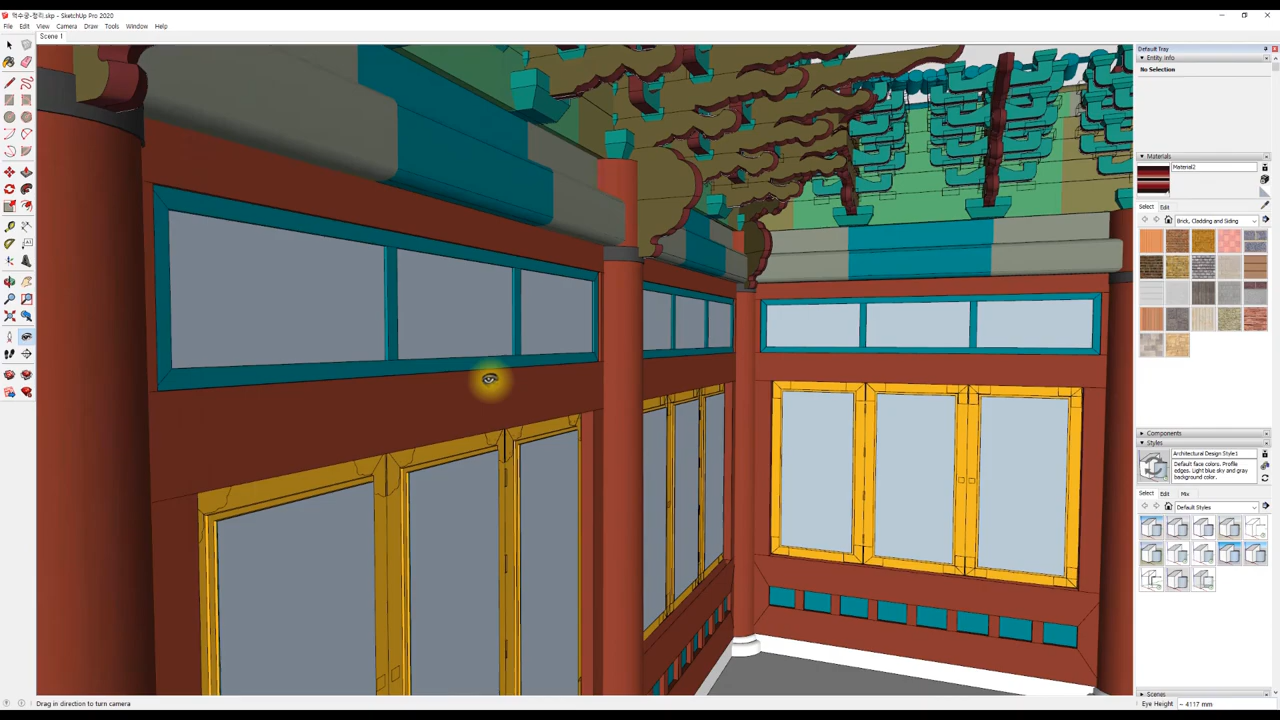 덕수궁-정리.skp - SketchUp Pro 2020
File Edit View Camera Draw Tools Window Help
Scene 1
Default Tray
Entity Info
No Selection
Materials
Material2
Select Edit
Brick, Cladding and Siding
Components
Styles
Architectural Design Style1
Default face colors. Profile
edges. Light blue sky and gray
background color.
Select Edit Mix
Default Styles
Scenes
Drag in direction to turn camera
Eye Height ~ 4117 mm